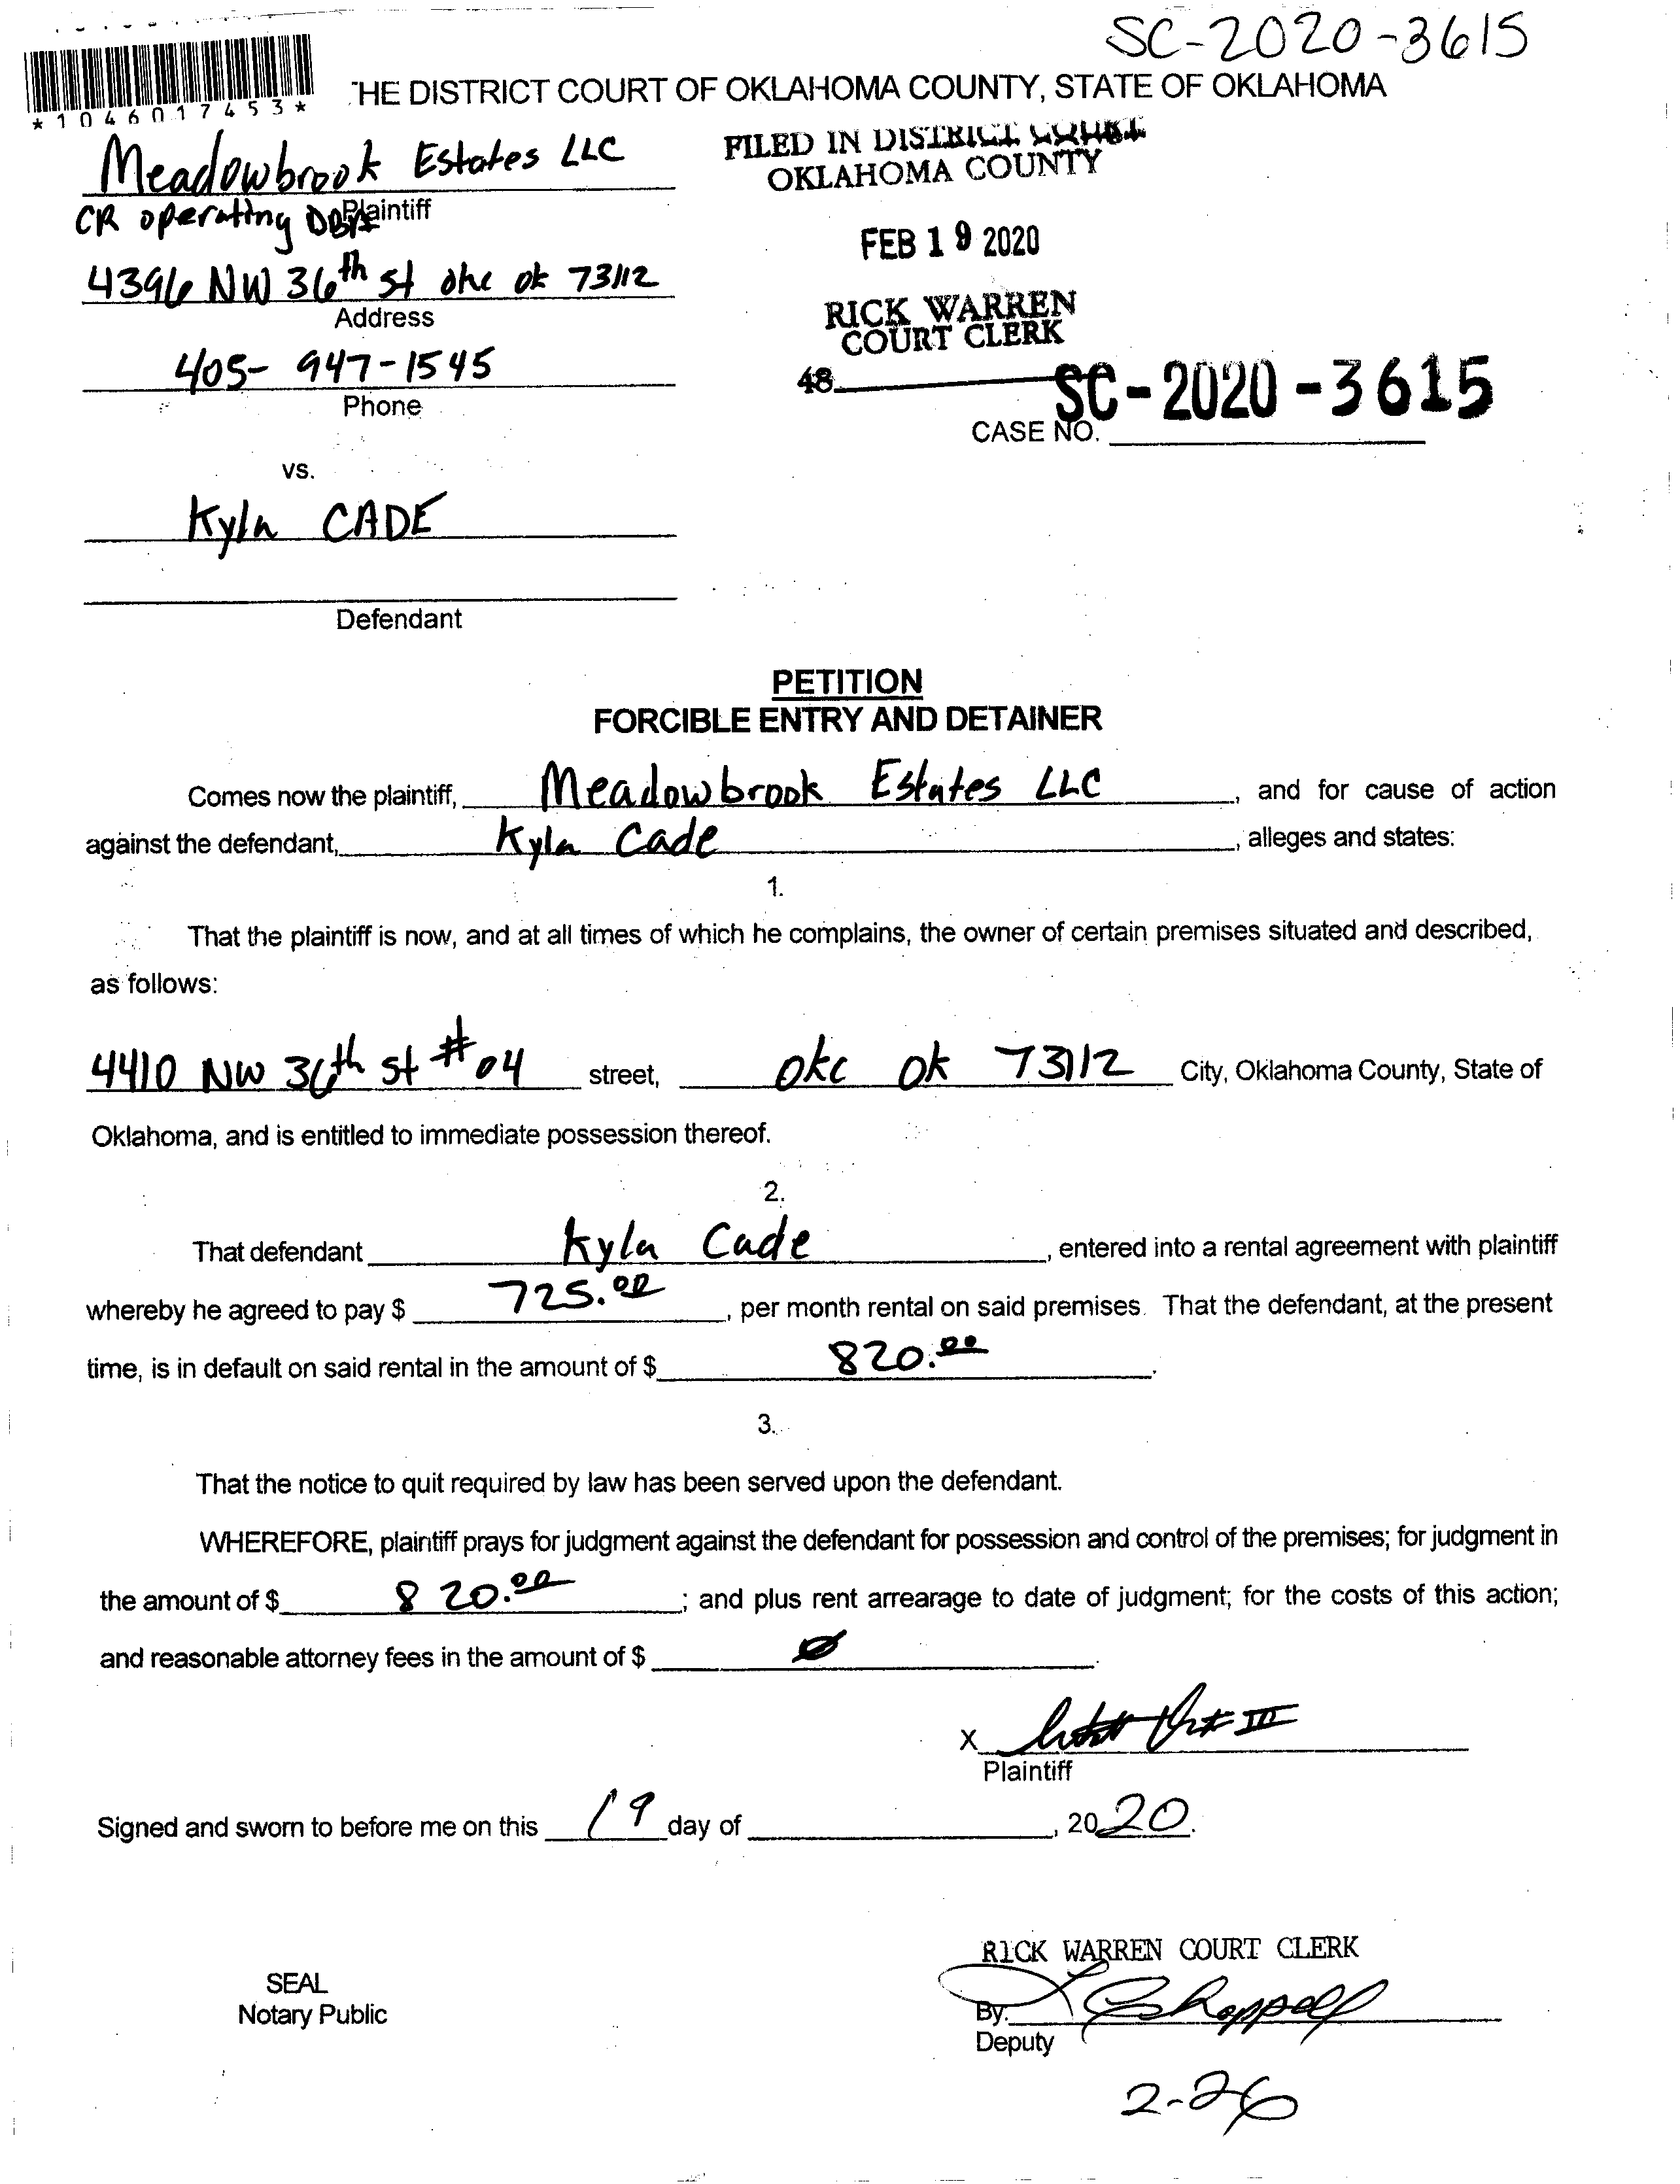 SC-2020-3615
*1046017453*
THE DISTRICT COURT OF OKLAHOMA COUNTY, STATE OF OKLAHOMA
Meadowbrook Estates LLC
CR operating DBA
Plaintiff
4396 NW 36th st okc ok 73112
Address
405-947-1545
Phone
FILED IN DISTRICT COURT
OKLAHOMA COUNTY
FEB 19 2020
RICK WARREN
COURT CLERK
48
SC-2020-3615
CASE NO.
vs.
Kyla CADE
Defendant
PETITION
FORCIBLE ENTRY AND DETAINER
Comes now the plaintiff, Meadowbrook Estates LLC, and for cause of action
against the defendant, Kyla Cade, alleges and states:
1.
That the plaintiff is now, and at all times of which he complains, the owner of certain premises situated and described,
as follows:
4410 NW 36th st #04 street, okc ok 73112 City, Oklahoma County, State of
Oklahoma, and is entitled to immediate possession thereof.
2.
That defendant Kyla Cade, entered into a rental agreement with plaintiff
whereby he agreed to pay $ 725.00, per month rental on said premises. That the defendant, at the present
time, is in default on said rental in the amount of $ 820.00.
3.
That the notice to quit required by law has been served upon the defendant.
WHEREFORE, plaintiff prays for judgment against the defendant for possession and control of the premises; for judgment in
the amount of $ 820.00; and plus rent arrearage to date of judgment; for the costs of this action;
and reasonable attorney fees in the amount of $ Ø.
X III
Plaintiff
Signed and sworn to before me on this 19 day of , 2020.
RICK WARREN COURT CLERK
SEAL
Notary Public
By:
Deputy
2-26